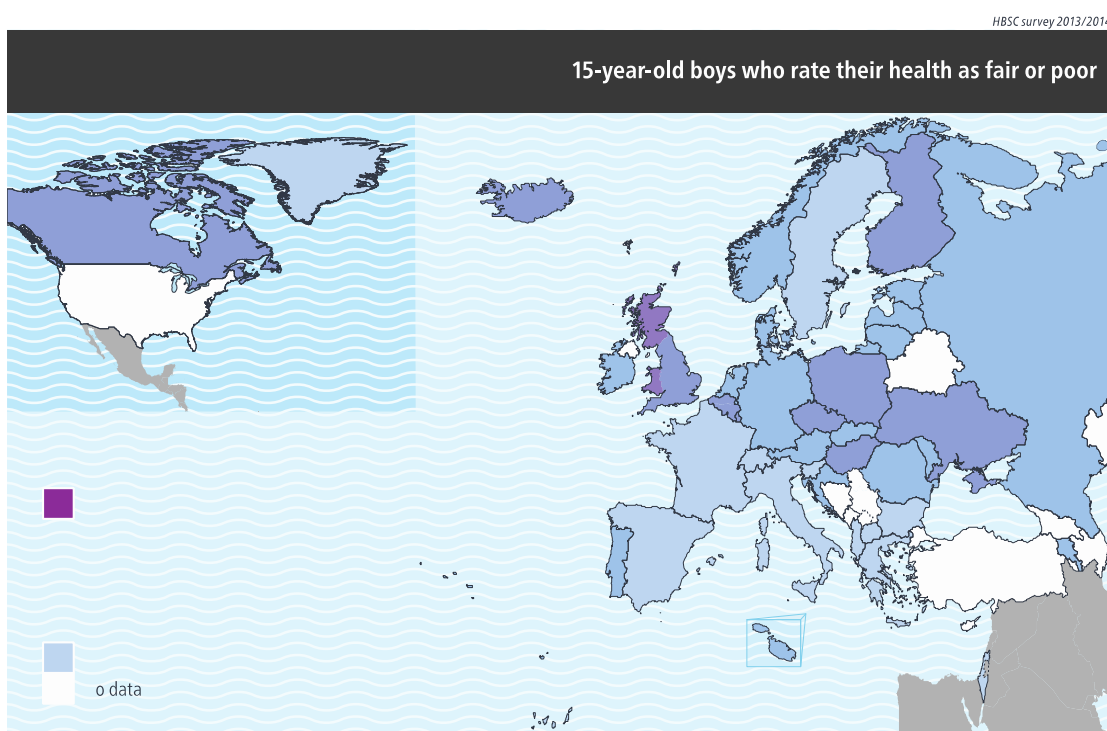 HBSC survey 2013/2014
15-year-old boys who rate their health as fair or poor
o data